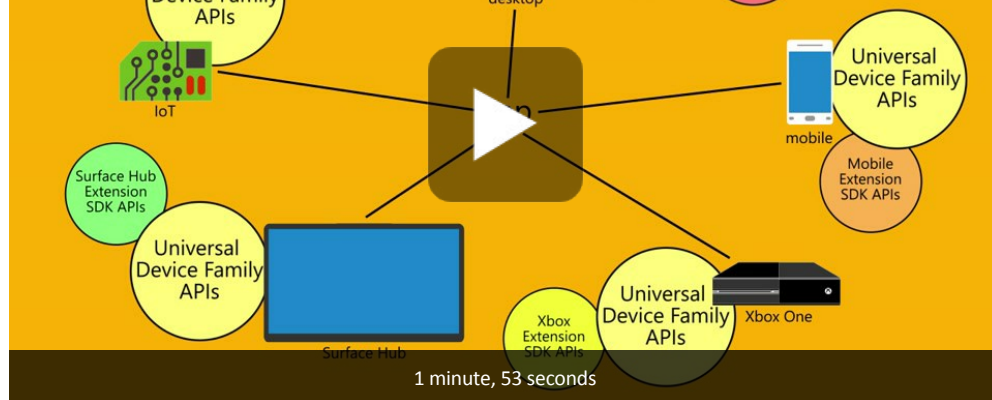 desktop
Device Family
APIs
IoT
Universal
Device Family
APIs
mobile
Mobile
Extension
SDK APIs
Surface Hub
Extension
SDK APIs
Universal
Device Family
APIs
Surface Hub
Xbox
Extension
SDK APIs
Universal
Device Family
APIs
Xbox One
1 minute, 53 seconds